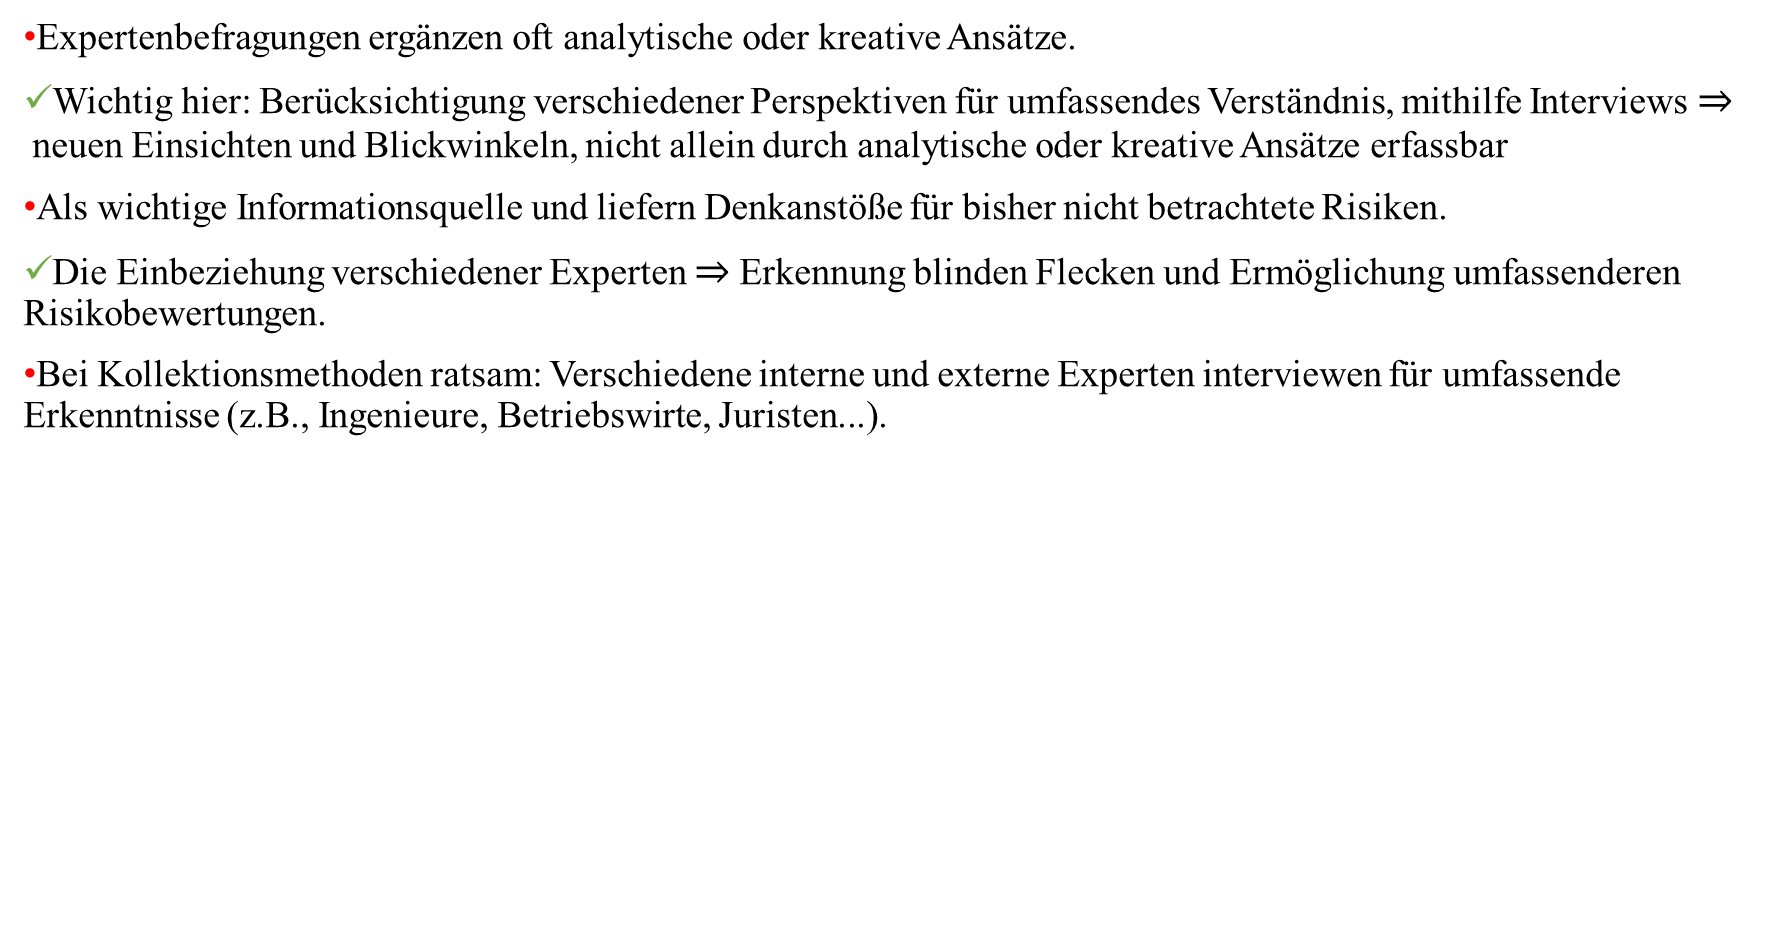 •Expertenbefragungen ergänzen oft analytische oder kreative Ansätze.
✓Wichtig hier: Berücksichtigung verschiedener Perspektiven für umfassendes Verständnis, mithilfe Interviews ⇒
neuen Einsichten und Blickwinkeln, nicht allein durch analytische oder kreative Ansätze erfassbar
•Als wichtige Informationsquelle und liefern Denkanstöße für bisher nicht betrachtete Risiken.
✓Die Einbeziehung verschiedener Experten ⇒ Erkennung blinden Flecken und Ermöglichung umfassenderen
Risikobewertungen.
•Bei Kollektionsmethoden ratsam: Verschiedene interne und externe Experten interviewen für umfassende
Erkenntnisse (z.B., Ingenieure, Betriebswirte, Juristen...).